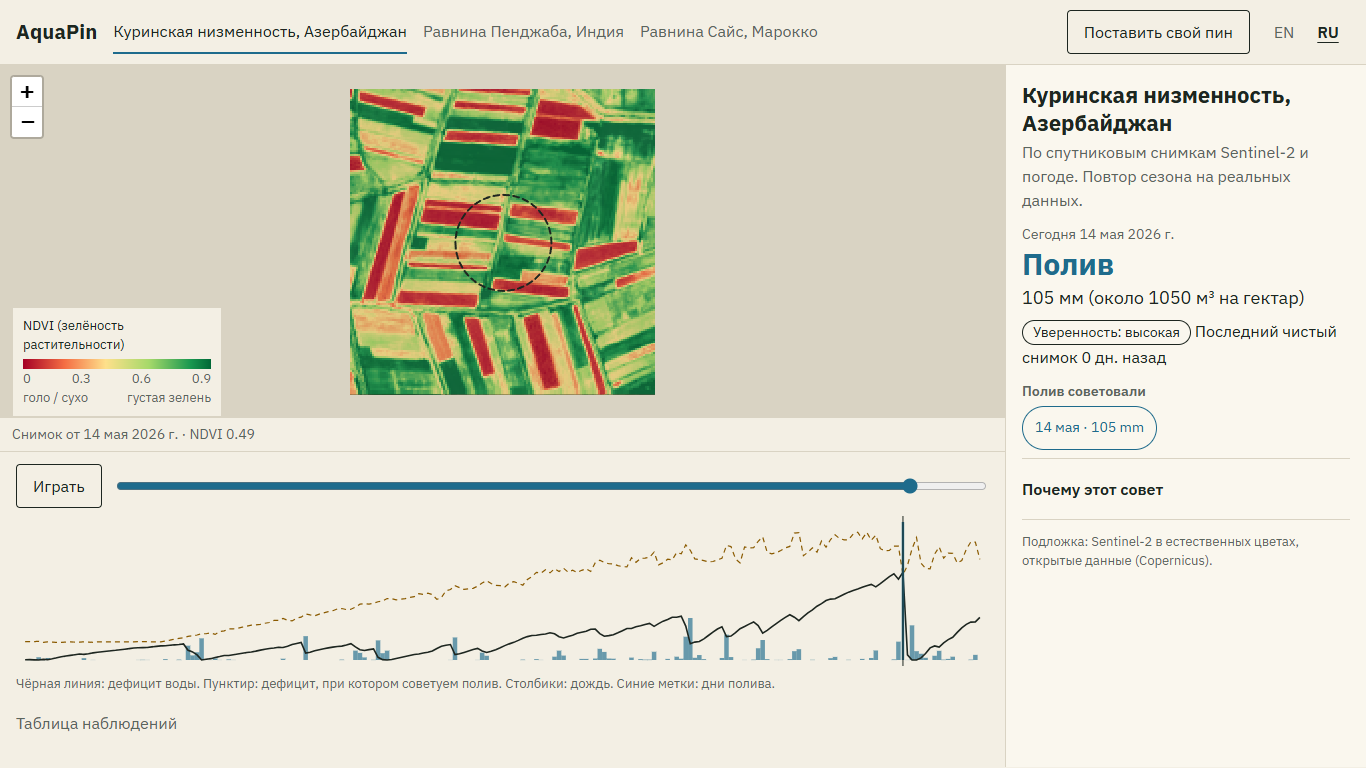 AquaPin Куринская низменность, Азербайджан Равнина Пенджаба, Индия Равнина Сайс, Марокко Поставить свой пин EN RU
+
−
NDVI (зелёность
растительности)
0 0.3 0.6 0.9
голо / сухо густая зелень
Снимок от 14 мая 2026 г. · NDVI 0.49
Играть
Чёрная линия: дефицит воды. Пунктир: дефицит, при котором советуем полив. Столбики: дождь. Синие метки: дни полива.
Таблица наблюдений
Куринская низменность,
Азербайджан
По спутниковым снимкам Sentinel-2 и
погоде. Повтор сезона на реальных
данных.
Сегодня 14 мая 2026 г.
Полив
105 мм (около 1050 м³ на гектар)
Уверенность: высокая Последний чистый
снимок 0 дн. назад
Полив советовали
14 мая · 105 mm
Почему этот совет
Подложка: Sentinel-2 в естественных цветах,
открытые данные (Copernicus).